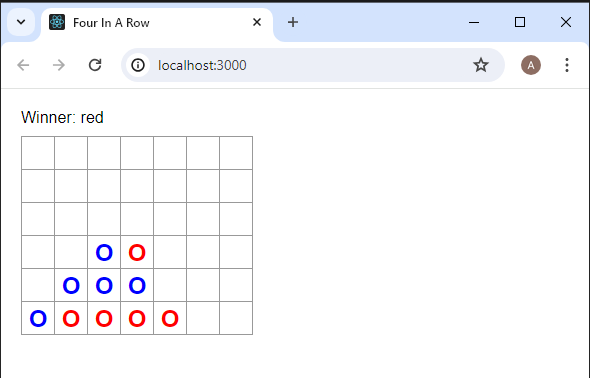 Four In A Row
A
localhost:3000
Winner: red
O O
O O O
O O O O O